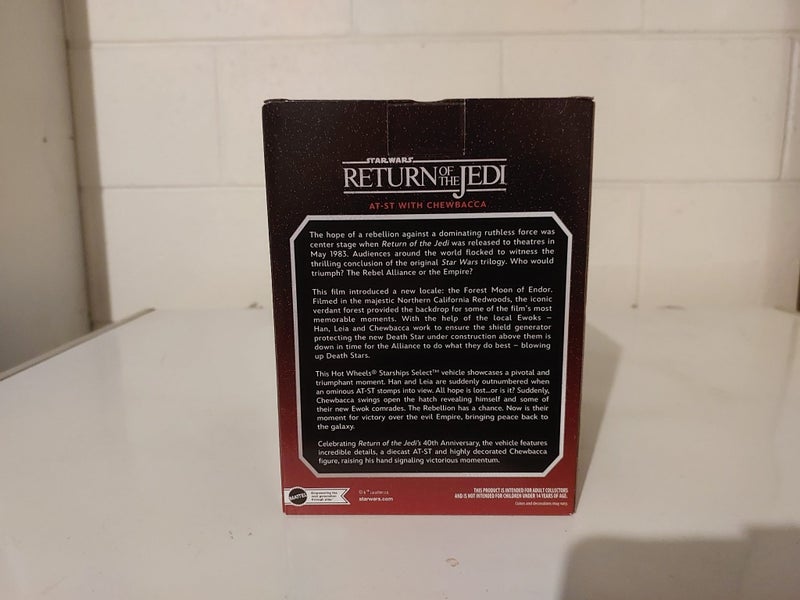 STAR WARS
RETURN OF THE JEDI
AT-ST WITH CHEWBACCA
The hope of a rebellion against a dominating ruthless force was
center stage when Return of the Jedi was released to theatres in
May 1983. Audiences around the world flocked to witness the
thrilling conclusion of the original Star Wars trilogy. Who would
triumph? The Rebel Alliance or the Empire?
This film introduced a new locale: the Forest Moon of Endor.
Filmed in the majestic Northern California Redwoods, the iconic
verdant forest provided the backdrop for some of the film's most
memorable moments. With the help of the local Ewoks –
Han, Leia and Chewbacca work to ensure the shield generator
protecting the new Death Star under construction above them is
down in time for the Alliance to do what they do best – blowing
up Death Stars.
This Hot Wheels® Starships Select™ vehicle showcases a pivotal and
triumphant moment. Han and Leia are suddenly outnumbered when
an ominous AT-ST stomps into view. All hope is lost...or is it? Suddenly,
Chewbacca swings open the hatch revealing himself and some of
their new Ewok comrades. The Rebellion has a chance. Now is their
moment for victory over the evil Empire, bringing peace back to
the galaxy.
Celebrating Return of the Jedi's 40th Anniversary, the vehicle features
incredible details, a diecast AT-ST and highly decorated Chewbacca
figure, raising his hand signaling victorious momentum.
MATTEL
Empowering the
next generation
through play™
© & ™ Lucasfilm Ltd.
starwars.com
THIS PRODUCT IS INTENDED FOR ADULT COLLECTORS
AND IS NOT INTENDED FOR CHILDREN UNDER 14 YEARS OF AGE.
Colors and decorations may vary.